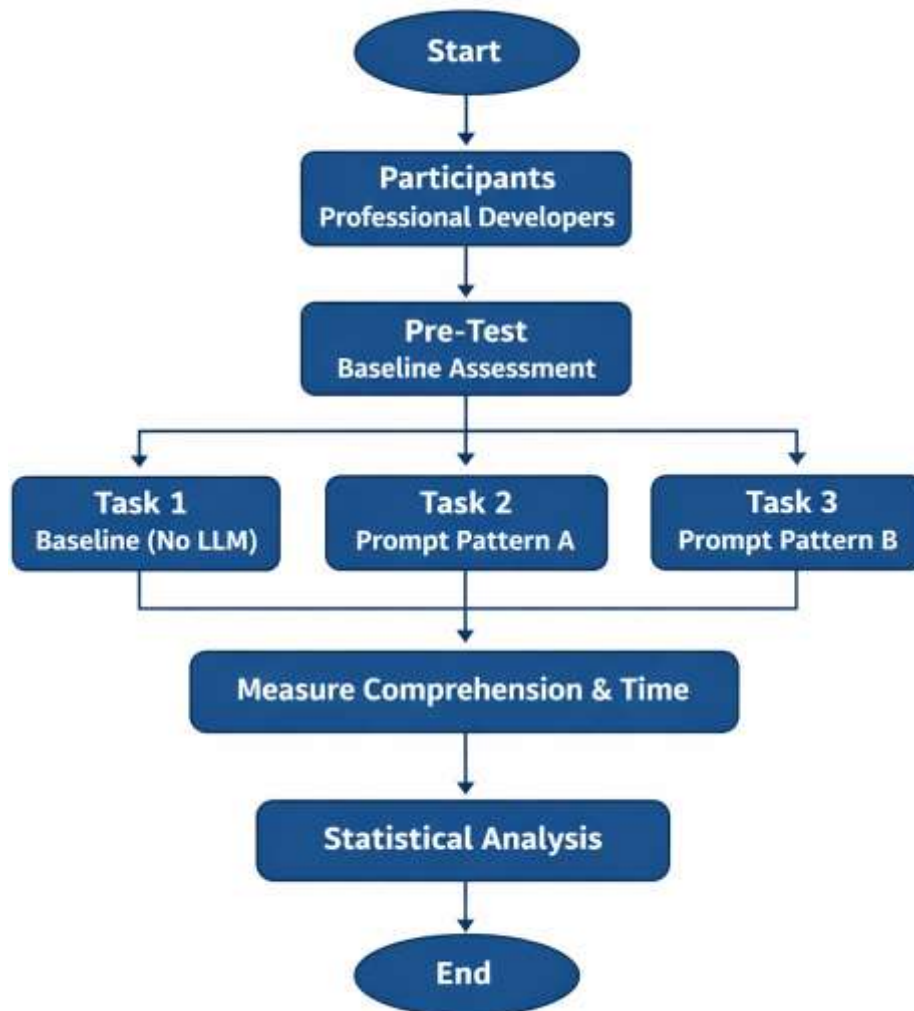 Start
Participants
Professional Developers
Pre-Test
Baseline Assessment
Task 1
Baseline (No LLM)
Task 2
Prompt Pattern A
Task 3
Prompt Pattern B
Measure Comprehension & Time
Statistical Analysis
End